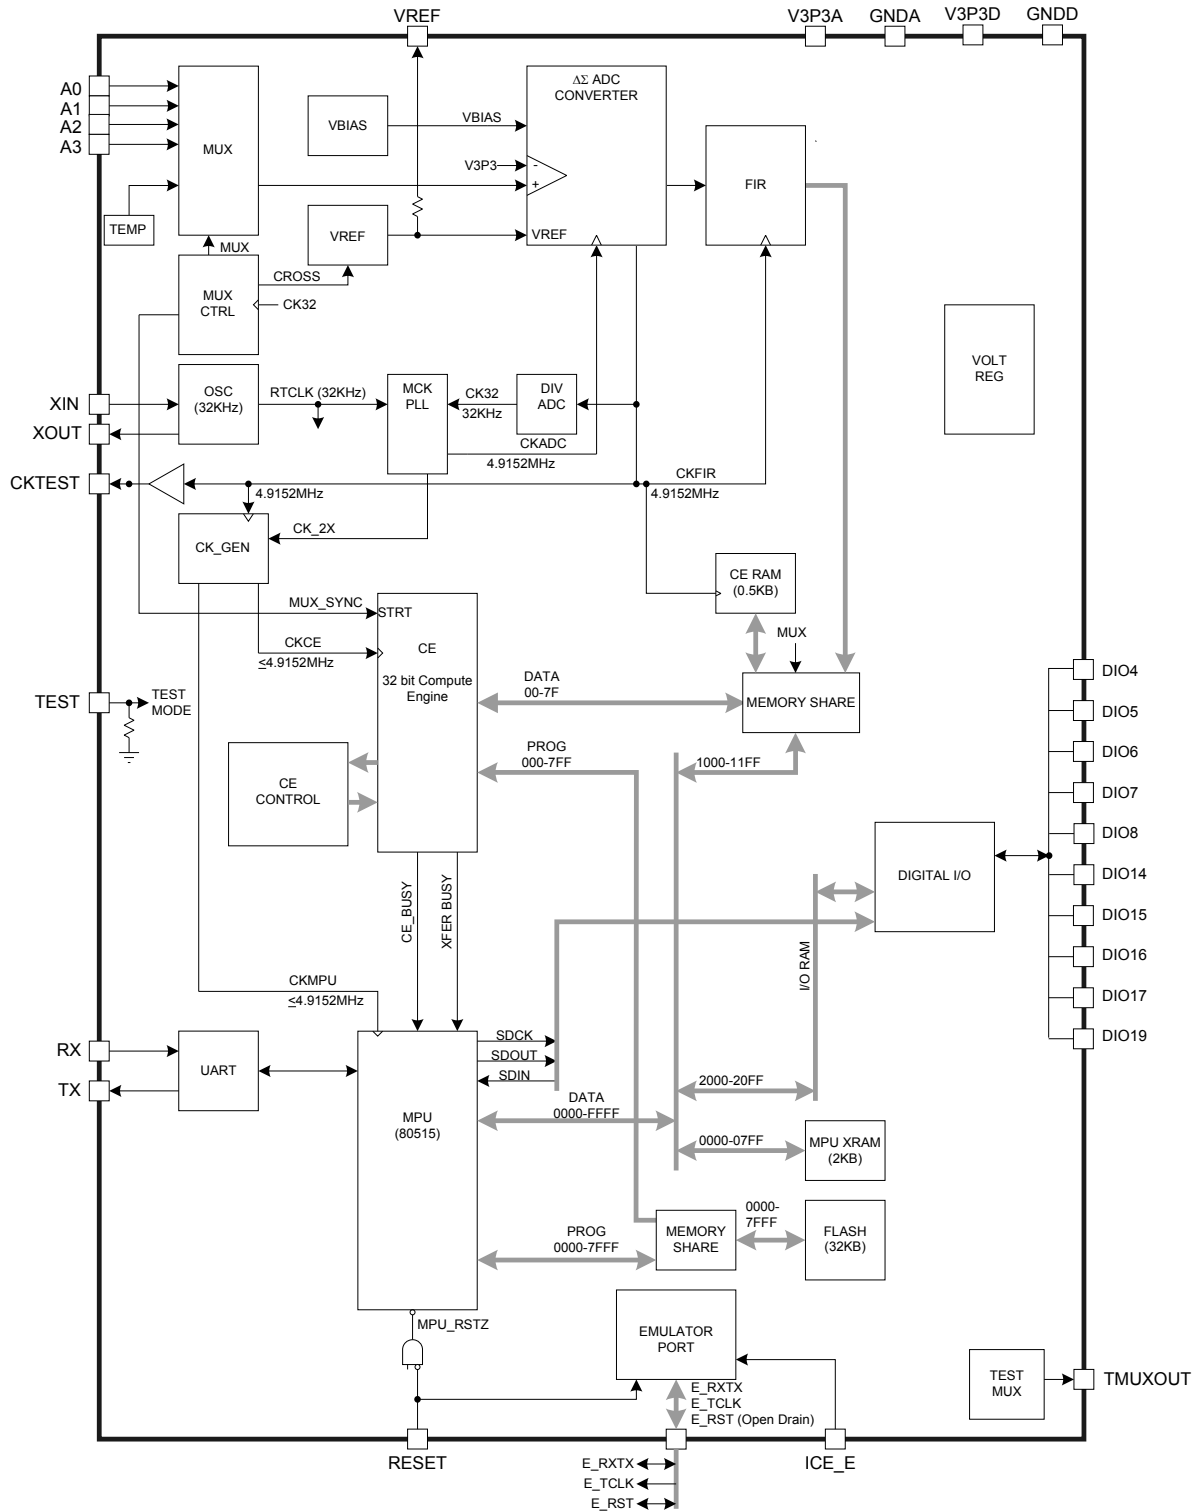 VREF
V3P3A
GNDA
V3P3D
GNDD
A0
A1
A2
A3
MUX
TEMP
MUX
MUX
CTRL
CROSS
CK32
VBIAS
VBIAS
V3P3
VREF
ΔΣ ADC
CONVERTER
-
+
VREF
FIR
VOLT
REG
XIN
XOUT
OSC
(32KHz)
RTCLK (32KHz)
MCK
PLL
CK32
32KHz
DIV
ADC
CKADC
4.9152MHz
CKTEST
4.9152MHz
CKFIR
4.9152MHz
CK_GEN
CK_2X
CE RAM
(0.5KB)
MUX_SYNC
STRT
CE
32 bit Compute
Engine
CKCE
≤4.9152MHz
MUX
MEMORY SHARE
DATA
00-7F
TEST
TEST
MODE
PROG
000-7FF
1000-11FF
CE
CONTROL
CE_BUSY
XFER BUSY
DIGITAL I/O
I/O RAM
DIO4
DIO5
DIO6
DIO7
DIO8
DIO14
DIO15
DIO16
DIO17
DIO19
CKMPU
≤4.9152MHz
RX
TX
UART
MPU
(80515)
SDCK
SDOUT
SDIN
DATA
0000-FFFF
2000-20FF
0000-07FF
MPU XRAM
(2KB)
PROG
0000-7FFF
MEMORY
SHARE
0000-
7FFF
FLASH
(32KB)
MPU_RSTZ
EMULATOR
PORT
E_RXTX
E_TCLK
E_RST (Open Drain)
TEST
MUX
TMUXOUT
RESET
ICE_E
E_RXTX
E_TCLK
E_RST